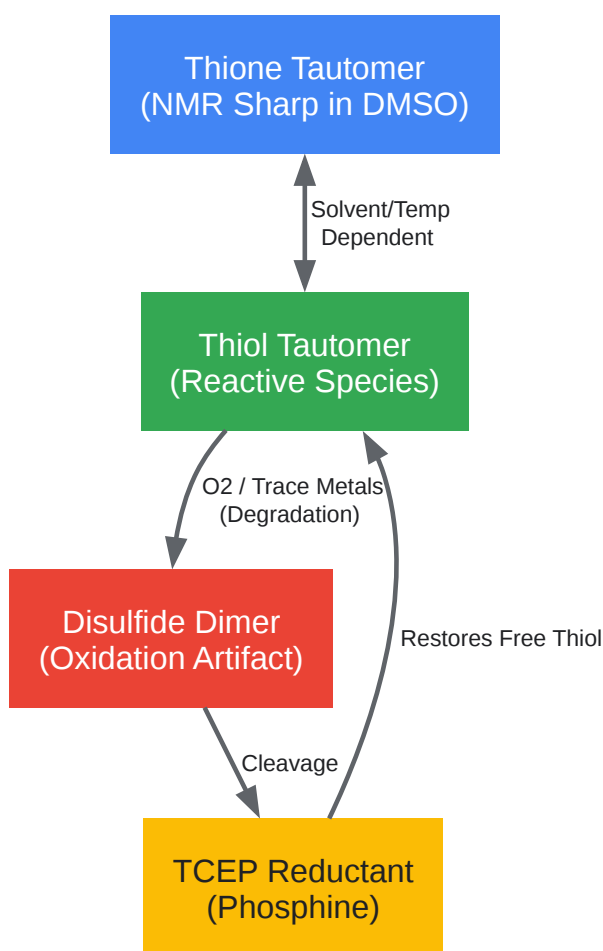 Thione Tautomer
(NMR Sharp in DMSO)
Solvent/Temp
Dependent
Thiol Tautomer
(Reactive Species)
O2 / Trace Metals
(Degradation)
Disulfide Dimer
(Oxidation Artifact)
Restores Free Thiol
Cleavage
TCEP Reductant
(Phosphine)